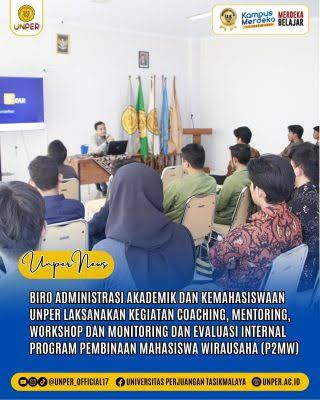 UNPER
Kampus
Merdeka
MERDEKA
BELAJAR
Unper News
BIRO ADMINISTRASI AKADEMIK DAN KEMAHASISWAAN
UNPER LAKSANAKAN KEGIATAN COACHING, MENTORING,
WORKSHOP DAN MONITORING DAN EVALUASI INTERNAL
PROGRAM PEMBINAAN MAHASISWA WIRAUSAHA (P2MW)
@UNPER_OFFICIAL17
UNIVERSITAS PERJUANGAN TASIKMALAYA
UNPER.AC.ID